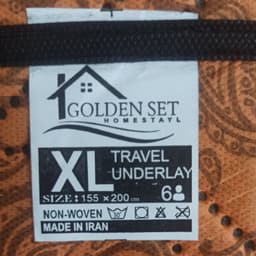 GOLDEN SET
HOMESTAYL
XL
TRAVEL
UNDERLAY
SIZE: 155 × 200 cm
6
NON-WOVEN
MADE IN IRAN